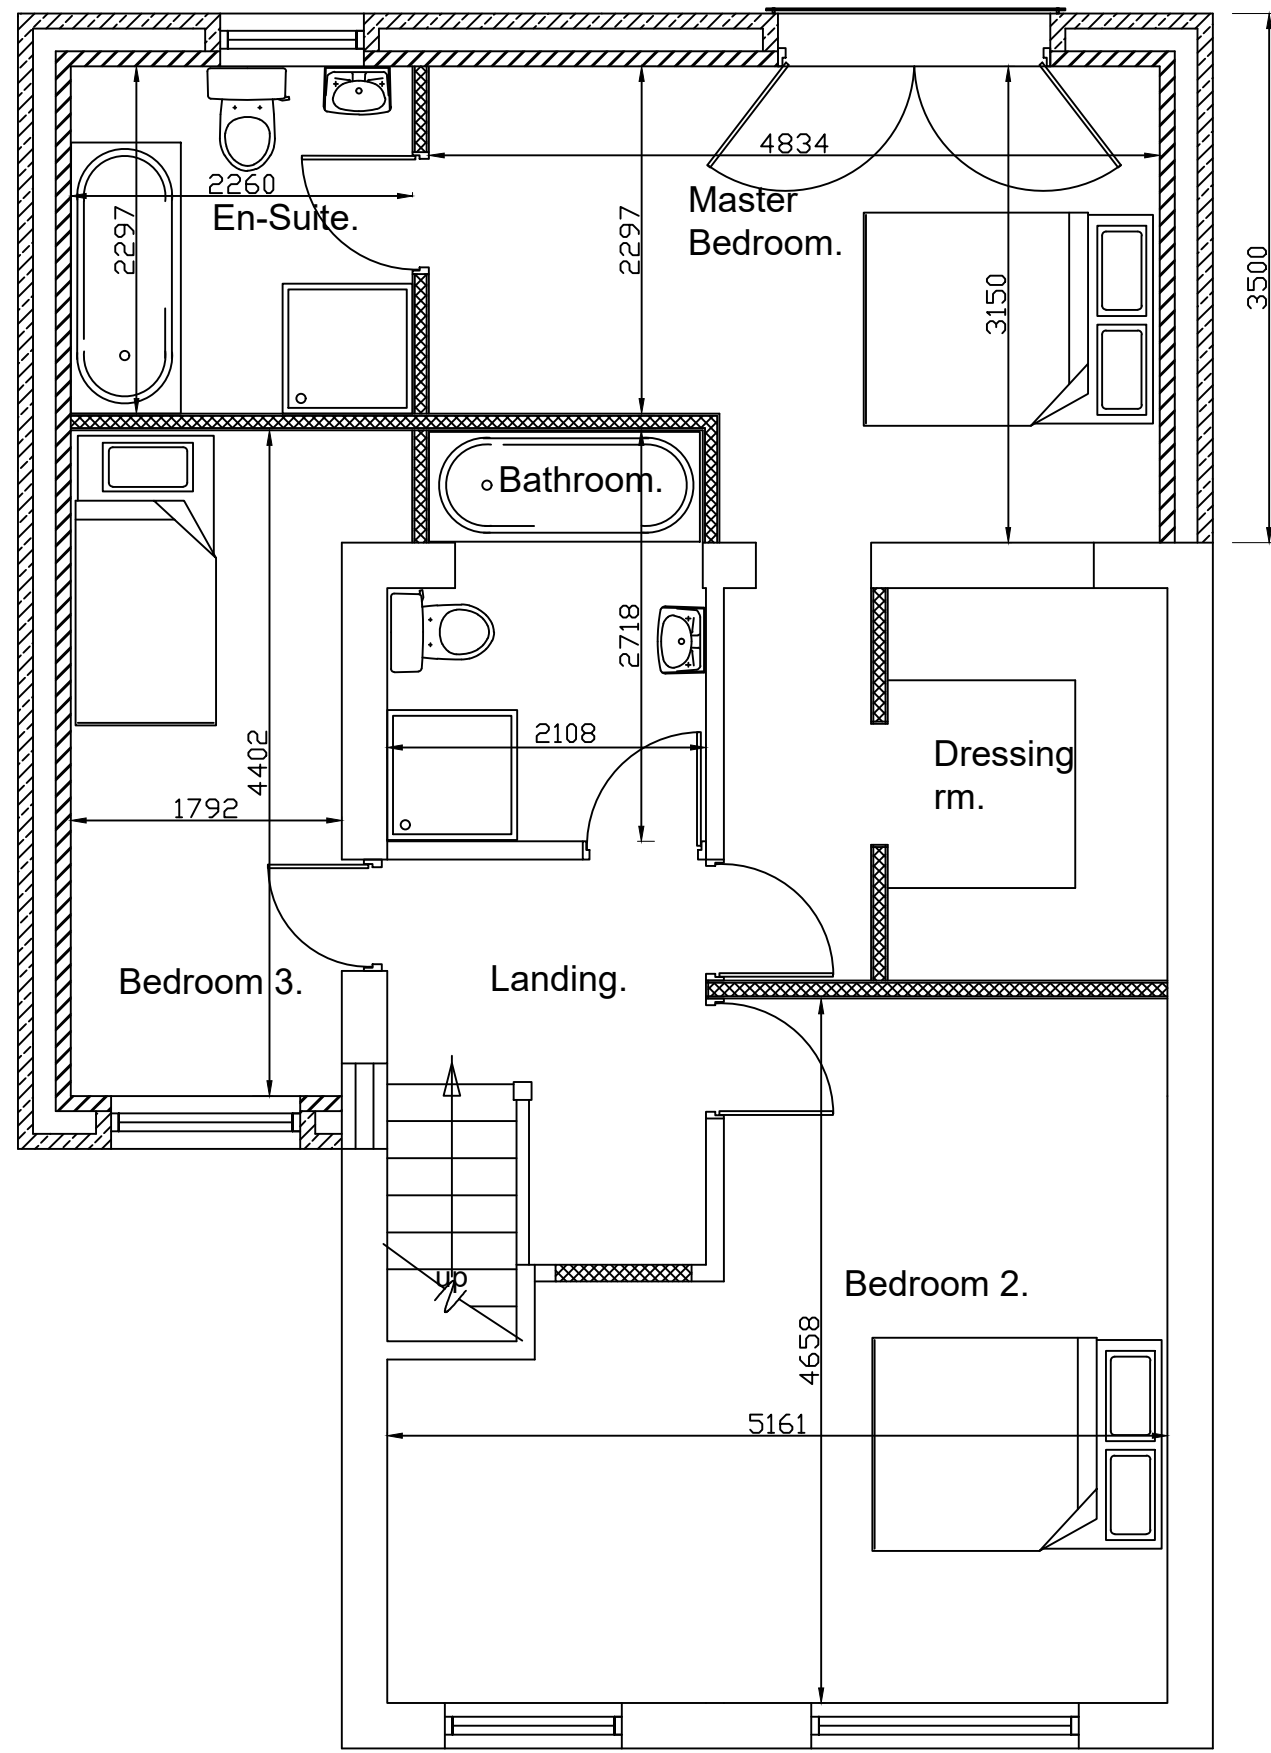 4834
2260
En-Suite.
Master
Bedroom.
2297
2297
3150
3500
Bathroom.
2718
2108
4402
1792
Dressing
rm.
Bedroom 3.
Landing.
up
Bedroom 2.
4658
5161